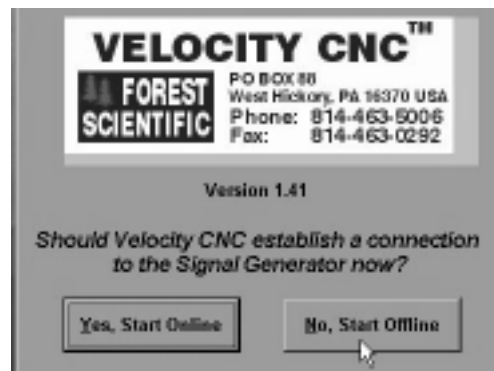 VELOCITY CNC™
FOREST
SCIENTIFIC
PO BOX 88
West Hickory, PA 16370 USA
Phone: 814-463-5006
Fax: 814-463-0292
Version 1.41
Should Velocity CNC establish a connection
to the Signal Generator now?
Yes, Start Online
No, Start Offline